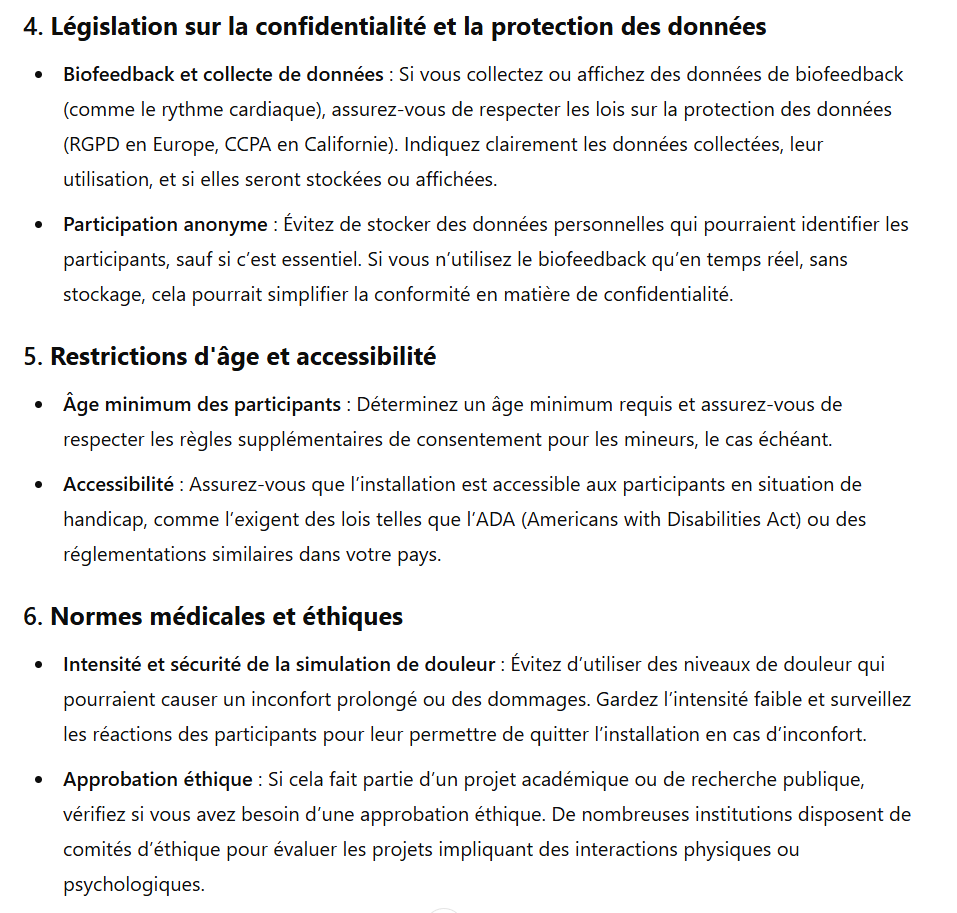 4. Législation sur la confidentialité et la protection des données
• Biofeedback et collecte de données : Si vous collectez ou affichez des données de biofeedback
(comme le rythme cardiaque), assurez-vous de respecter les lois sur la protection des données
(RGPD en Europe, CCPA en Californie). Indiquez clairement les données collectées, leur
utilisation, et si elles seront stockées ou affichées.
• Participation anonyme : Évitez de stocker des données personnelles qui pourraient identifier les
participants, sauf si c’est essentiel. Si vous n’utilisez le biofeedback qu’en temps réel, sans
stockage, cela pourrait simplifier la conformité en matière de confidentialité.
5. Restrictions d'âge et accessibilité
• Âge minimum des participants : Déterminez un âge minimum requis et assurez-vous de
respecter les règles supplémentaires de consentement pour les mineurs, le cas échéant.
• Accessibilité : Assurez-vous que l’installation est accessible aux participants en situation de
handicap, comme l’exigent des lois telles que l’ADA (Americans with Disabilities Act) ou des
réglementations similaires dans votre pays.
6. Normes médicales et éthiques
• Intensité et sécurité de la simulation de douleur : Évitez d’utiliser des niveaux de douleur qui
pourraient causer un inconfort prolongé ou des dommages. Gardez l’intensité faible et surveillez
les réactions des participants pour leur permettre de quitter l’installation en cas d’inconfort.
• Approbation éthique : Si cela fait partie d’un projet académique ou de recherche publique,
vérifiez si vous avez besoin d’une approbation éthique. De nombreuses institutions disposent de
comités d’éthique pour évaluer les projets impliquant des interactions physiques ou
psychologiques.